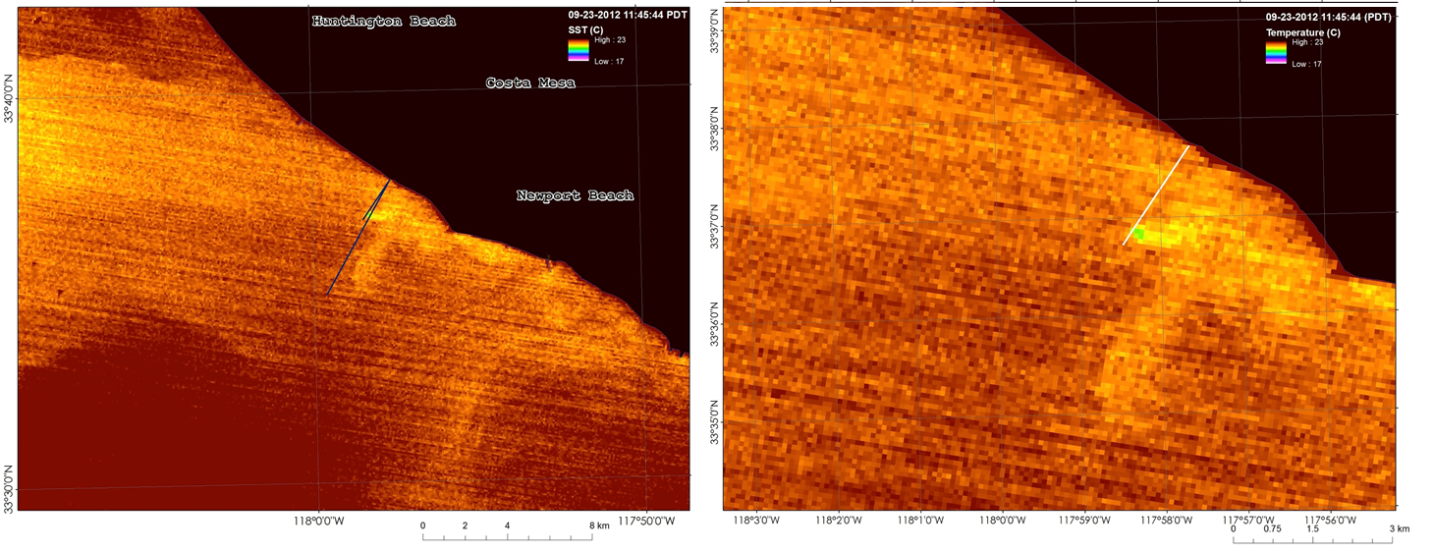 Huntington Beach
Costa Mesa
Newport Beach
09-23-2012 11:45:44 PDT
SST (C)
High : 23
Low : 17
33°40'0"N
33°30'0"N
118°0'0"W
117°50'0"W
0 2 4 8 km
09-23-2012 11:45:44 (PDT)
Temperature (C)
High : 23
Low : 17
33°39'0"N
33°38'0"N
33°37'0"N
33°36'0"N
33°35'0"N
118°3'0"W 118°2'0"W 118°1'0"W 118°0'0"W 117°59'0"W 117°58'0"W 117°57'0"W 117°56'0"W
0 0.75 1.5 3 km